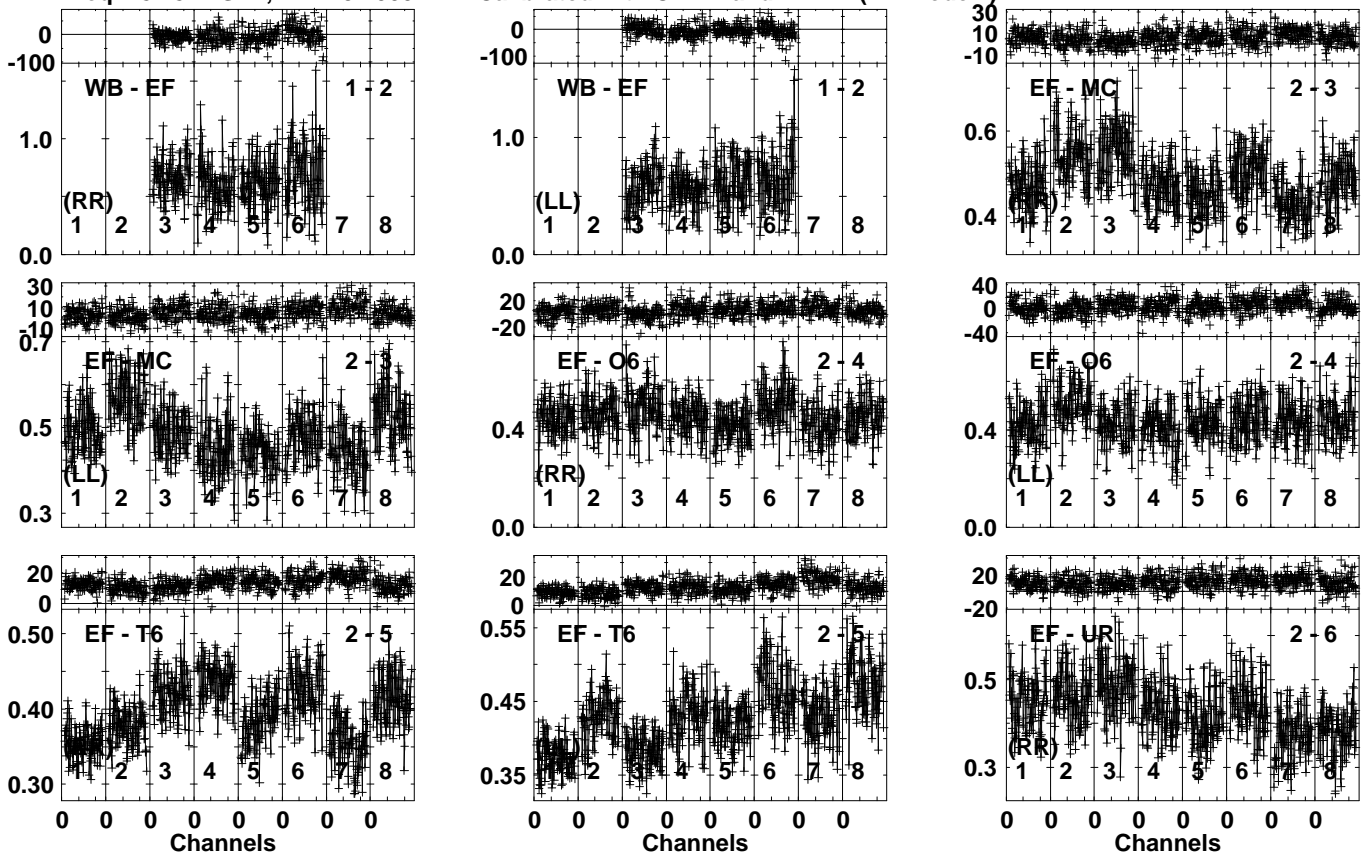 0 -100 WB - EF 1 - 2 1.0 (RR) 0.0 1 2 3 4 5 6 7 8
0 -100 WB - EF 1 - 2 1.0 (LL) 0.0 1 2 3 4 5 6 7 8
30 10 -10 EF - MC 2 - 3 0.6 0.4 (RR) 1 2 3 4 5 6 7 8
30 10 -10 0.7 EF - MC 2 - 3 0.5 (LL) 0.3 1 2 3 4 5 6 7 8
20 -20 EF - O6 2 - 4 0.4 (RR) 0.0 1 2 3 4 5 6 7 8
40 0 -40 EF - O6 2 - 4 0.4 (LL) 0.0 1 2 3 4 5 6 7 8
20 0 0.50 EF - T6 2 - 5 0.40 0.30 1 2 3 4 5 6 7 8
20 0 0.55 EF - T6 2 - 5 0.45 0.35 (LL) 1 2 3 4 5 6 7 8
20 -20 EF - UR 2 - 6 0.5 (RR) 0.3 1 2 3 4 5 6 7 8
0 0 0 0 0 0 0 0
Channels
0 0 0 0 0 0 0 0
Channels
0 0 0 0 0 0 0
Channels